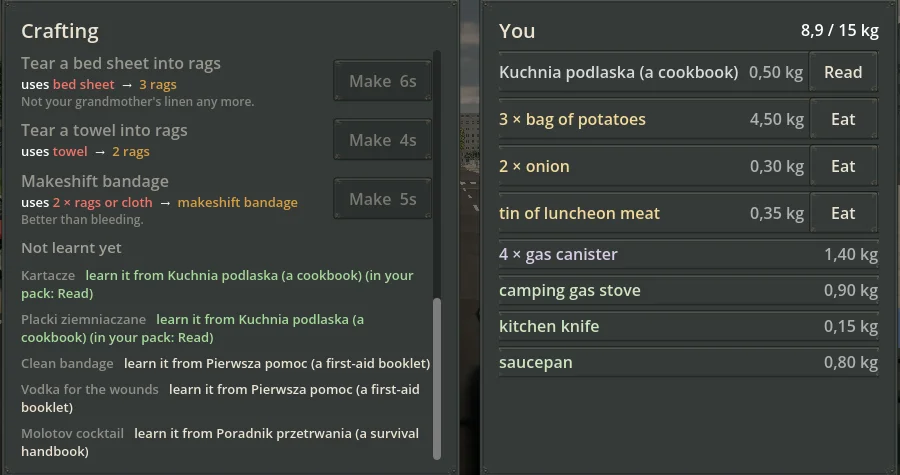 Crafting
Tear a bed sheet into rags
uses bed sheet → 3 rags
Not your grandmother's linen any more.
Make 6s
Tear a towel into rags
uses towel → 2 rags
Make 4s
Makeshift bandage
uses 2 × rags or cloth → makeshift bandage
Better than bleeding.
Make 5s
Not learnt yet
Kartacze learn it from Kuchnia podlaska (a cookbook) (in your
pack: Read)
Placki ziemniaczane learn it from Kuchnia podlaska (a
cookbook) (in your pack: Read)
Clean bandage learn it from Pierwsza pomoc (a first-aid booklet)
Vodka for the wounds learn it from Pierwsza pomoc (a first-aid
booklet)
Molotov cocktail learn it from Poradnik przetrwania (a survival
handbook)
You 8,9 / 15 kg
Kuchnia podlaska (a cookbook) 0,50 kg Read
3 × bag of potatoes 4,50 kg Eat
2 × onion 0,30 kg Eat
tin of luncheon meat 0,35 kg Eat
4 × gas canister 1,40 kg
camping gas stove 0,90 kg
kitchen knife 0,15 kg
saucepan 0,80 kg